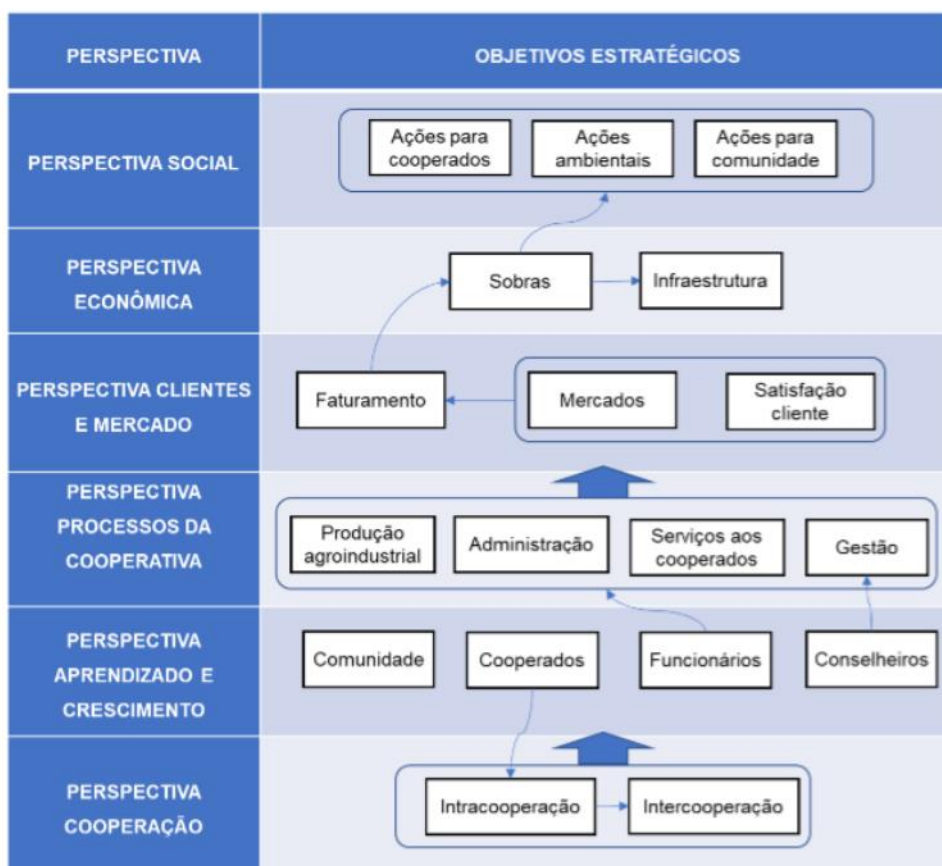 PERSPECTIVA
OBJETIVOS ESTRATÉGICOS
PERSPECTIVA SOCIAL
Ações para
cooperados
Ações
ambientais
Ações para
comunidade
PERSPECTIVA
ECONÔMICA
Sobras
Infraestrutura
PERSPECTIVA CLIENTES
E MERCADO
Faturamento
Mercados
Satisfação
cliente
PERSPECTIVA
PROCESSOS DA
COOPERATIVA
Produção
agroindustrial
Administração
Serviços aos
cooperados
Gestão
PERSPECTIVA
APRENDIZADO E
CRESCIMENTO
Comunidade
Cooperados
Funcionários
Conselheiros
PERSPECTIVA
COOPERAÇÃO
Intracooperação
Intercooperação